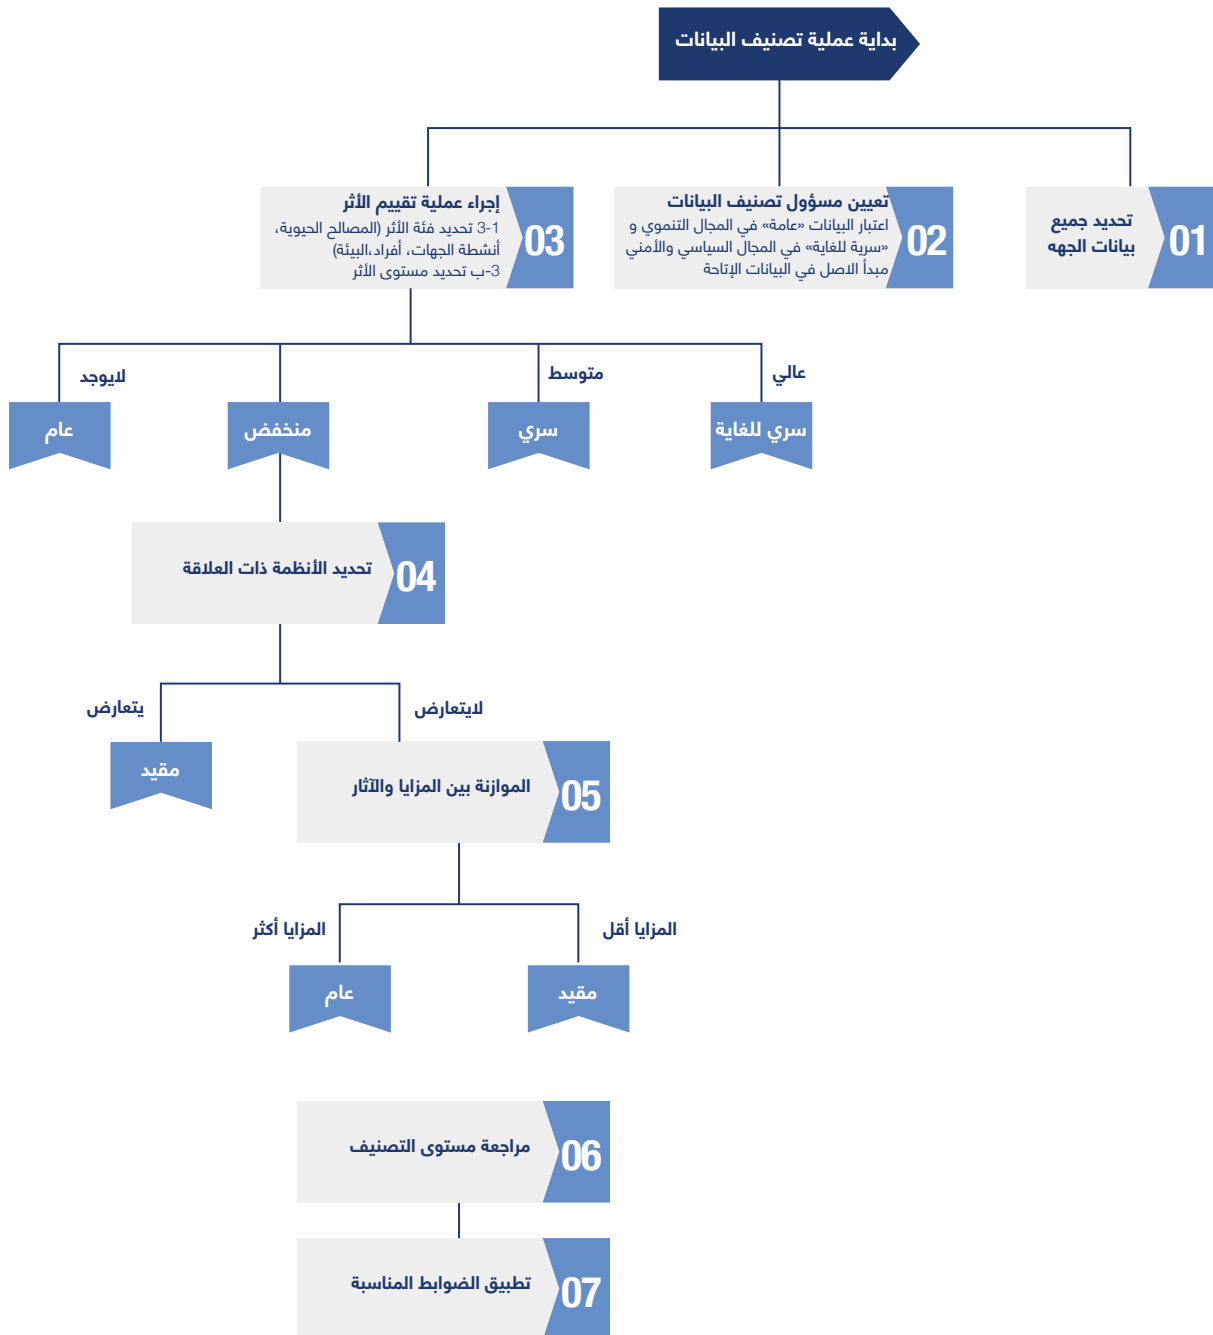 بداية عملية تصنيف البيانات
01
تحديد جميع
بيانات الجهه
02
تعيين مسؤول تصنيف البيانات
اعتبار البيانات «عامة» في المجال التنموي و
«سرية للغاية» في المجال السياسي والأمني
مبدأ الاصل في البيانات الإتاحة
03
إجراء عملية تقييم الأثر
3-1 تحديد فئة الأثر (المصالح الحيوية،
أنشطة الجهات، أفراد،البيئة)
3-ب تحديد مستوى الأثر
عالي
متوسط
لايوجد
سري للغاية
سري
منخفض
عام
04
تحديد الأنظمة ذات العلاقة
لايتعارض
يتعارض
مقيد
05
الموازنة بين المزايا والآثار
المزايا أقل
المزايا أكثر
مقيد
عام
06
مراجعة مستوى التصنيف
07
تطبيق الضوابط المناسبة